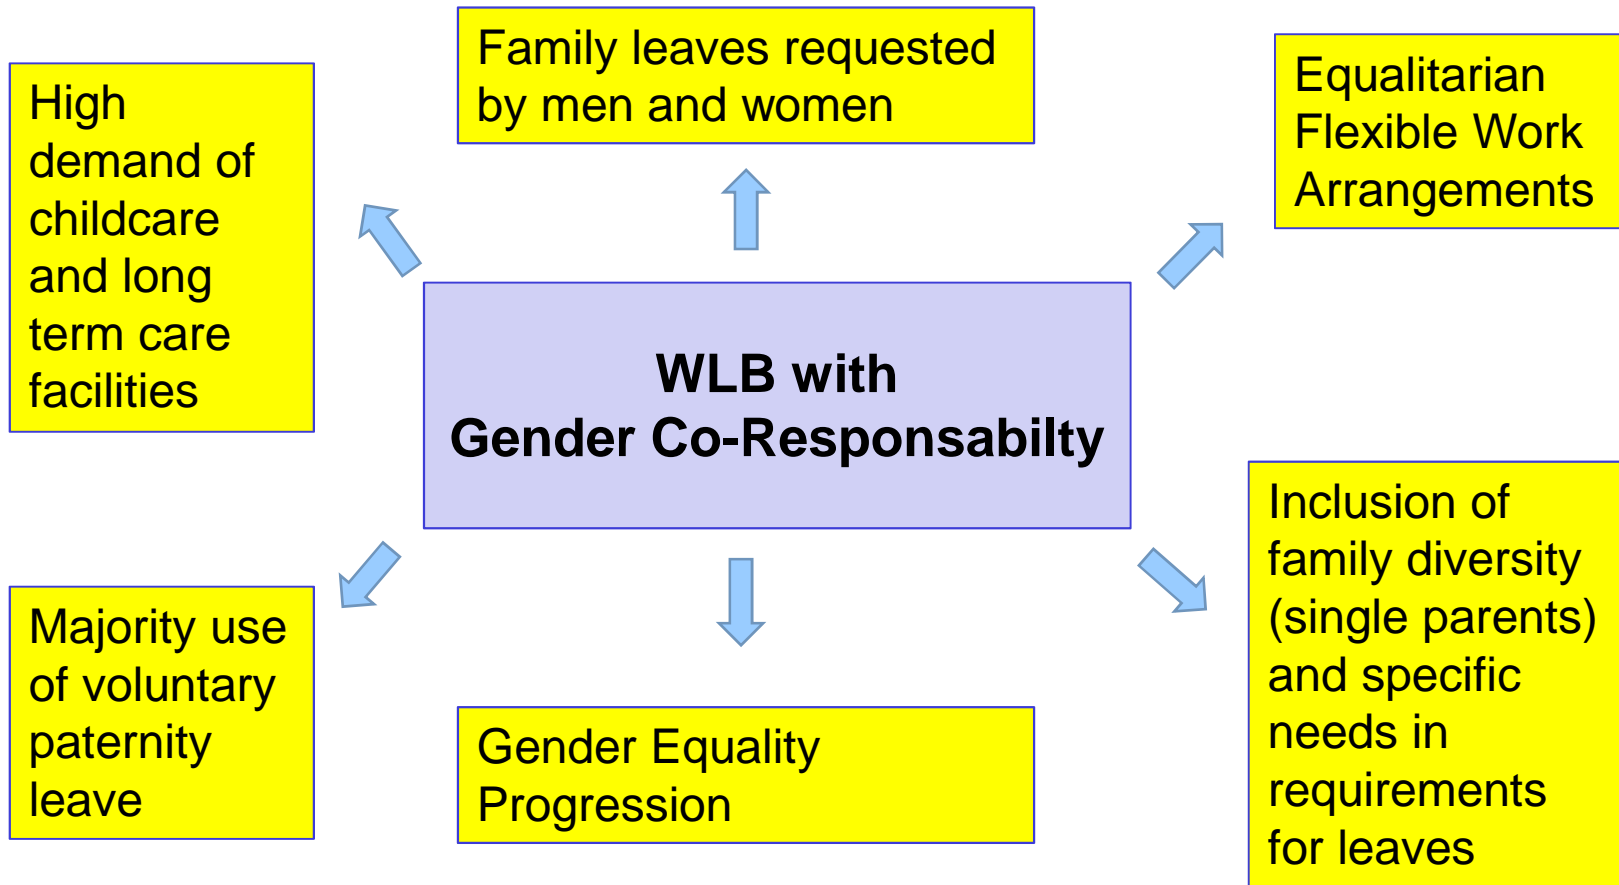 Family leaves requested
by men and women
High
demand of
childcare
and long
term care
facilities
Equalitarian
Flexible Work
Arrangements
WLB with
Gender Co-Responsabilty
Majority use
of voluntary
paternity
leave
Gender Equality
Progression
Inclusion of
family diversity
(single parents)
and specific
needs in
requirements
for leaves